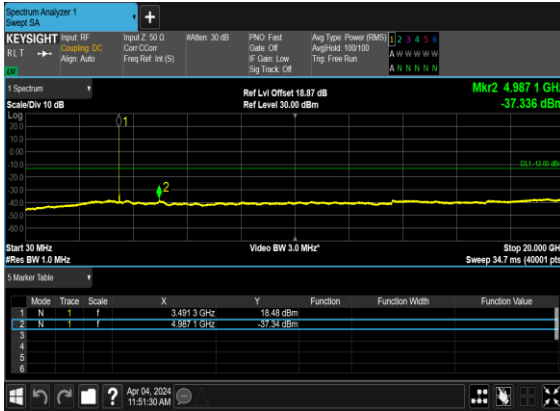 Spectrum Analyzer 1
Swept SA
KEYSIGHT Input: RF Input Z: 50 Ω #Atten: 30 dB PNO: Fast Avg Type: Power (RMS) 1 2 3 4 5 6
RLT Coupling: DC Corr CCorr Gate: Off Avg|Hold: 100/100 A W W W W W
Align: Auto Freq Ref: Int (S) IF Gain: Low Trig: Free Run
Sig Track: Off A N N N N N
1 Spectrum Ref Lvl Offset 18.87 dB Mkr2 4.987 1 GHz
Scale/Div 10 dB Ref Level 30.00 dBm -37.336 dBm
Log
20.0
10.0
0.00
-10.0
-20.0
-30.0
-40.0
-50.0
-60.0
1
2
DL1 -13.00 dBm
Start 30 MHz Video BW 3.0 MHz* Stop 20.000 GH
#Res BW 1.0 MHz Sweep 34.7 ms (40001 pts
5 Marker Table
Mode Trace Scale X Y Function Function Width Function Value
1 N 1 f 3.491 3 GHz 18.48 dBm
2 N 1 f 4.987 1 GHz -37.34 dBm
3
4
5
6
? Apr 04, 2024
11:51:30 AM